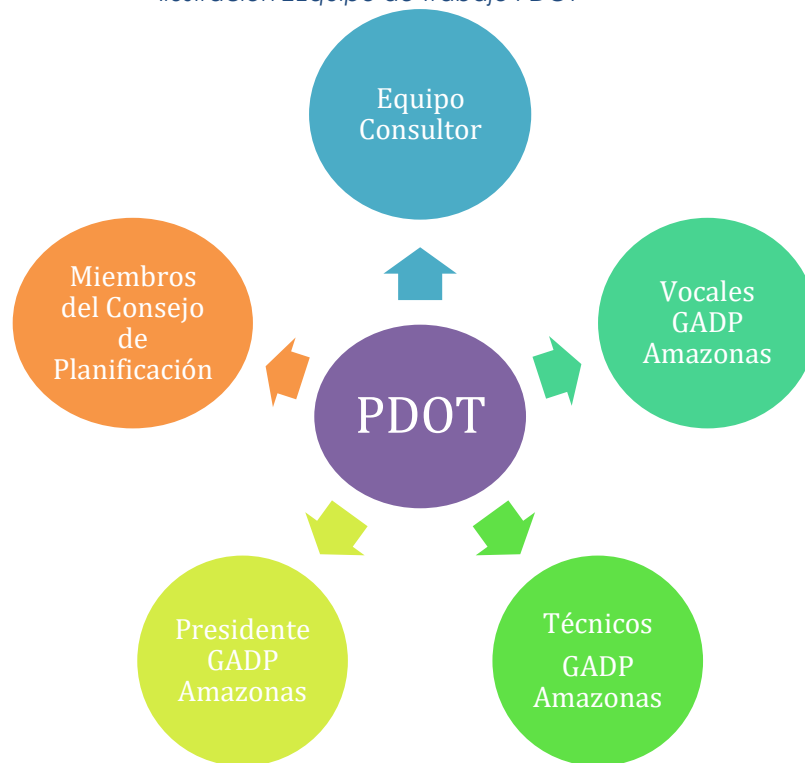 Equipo
Consultor
Vocales
GADP
Amazonas
Técnicos
GADP
Amazonas
Presidente
GADP
Amazonas
Miembros
del Consejo
de
Planificación
PDOT